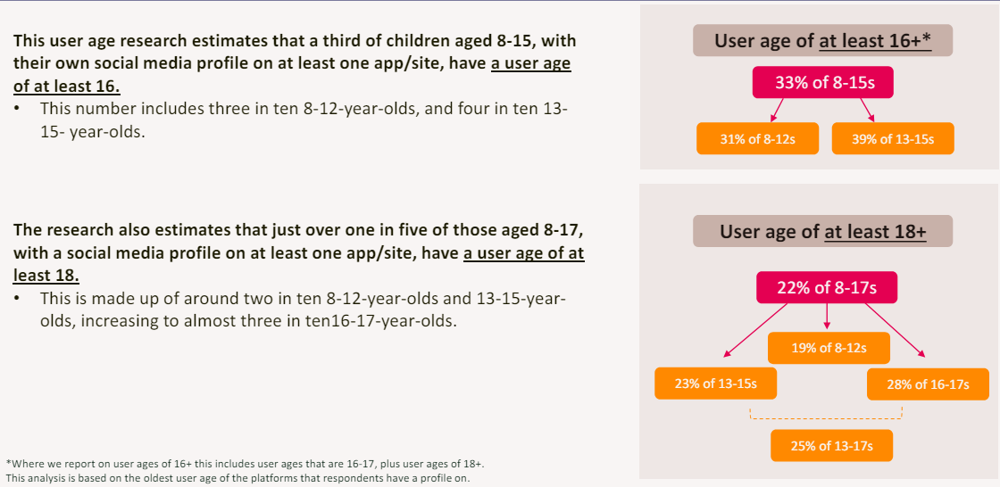 This user age research estimates that a third of children aged 8-15, with
their own social media profile on at least one app/site, have a user age
of at least 16.
• This number includes three in ten 8-12-year-olds, and four in ten 13-
15- year-olds.
The research also estimates that just over one in five of those aged 8-17,
with a social media profile on at least one app/site, have a user age of at
least 18.
• This is made up of around two in ten 8-12-year-olds and 13-15-year-
olds, increasing to almost three in ten16-17-year-olds.
*Where we report on user ages of 16+ this includes user ages that are 16-17, plus user ages of 18+.
This analysis is based on the oldest user age of the platforms that respondents have a profile on.
User age of at least 16+*
33% of 8-15s
31% of 8-12s
39% of 13-15s
User age of at least 18+
22% of 8-17s
19% of 8-12s
23% of 13-15s
28% of 16-17s
25% of 13-17s